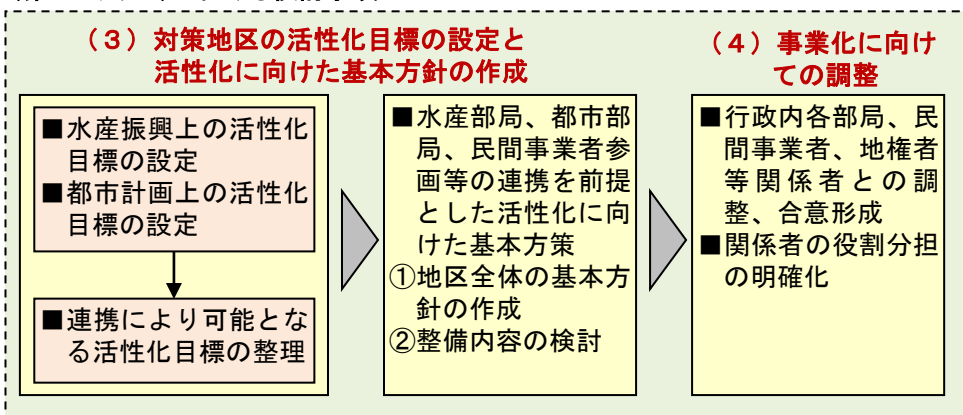 （３）対策地区の活性化目標の設定と
活性化に向けた基本方針の作成
■水産振興上の活性化
目標の設定
■都市計画上の活性化
目標の設定
■連携により可能とな
る活性化目標の整理
■水産部局、都市部
局、民間事業者参
画等の連携を前提
とした活性化に向
けた基本方策
①地区全体の基本方
針の作成
②整備内容の検討
（４）事業化に向け
ての調整
■行政内各部局、民
間事業者、地権者
等関係者との調
整、合意形成
■関係者の役割分担
の明確化